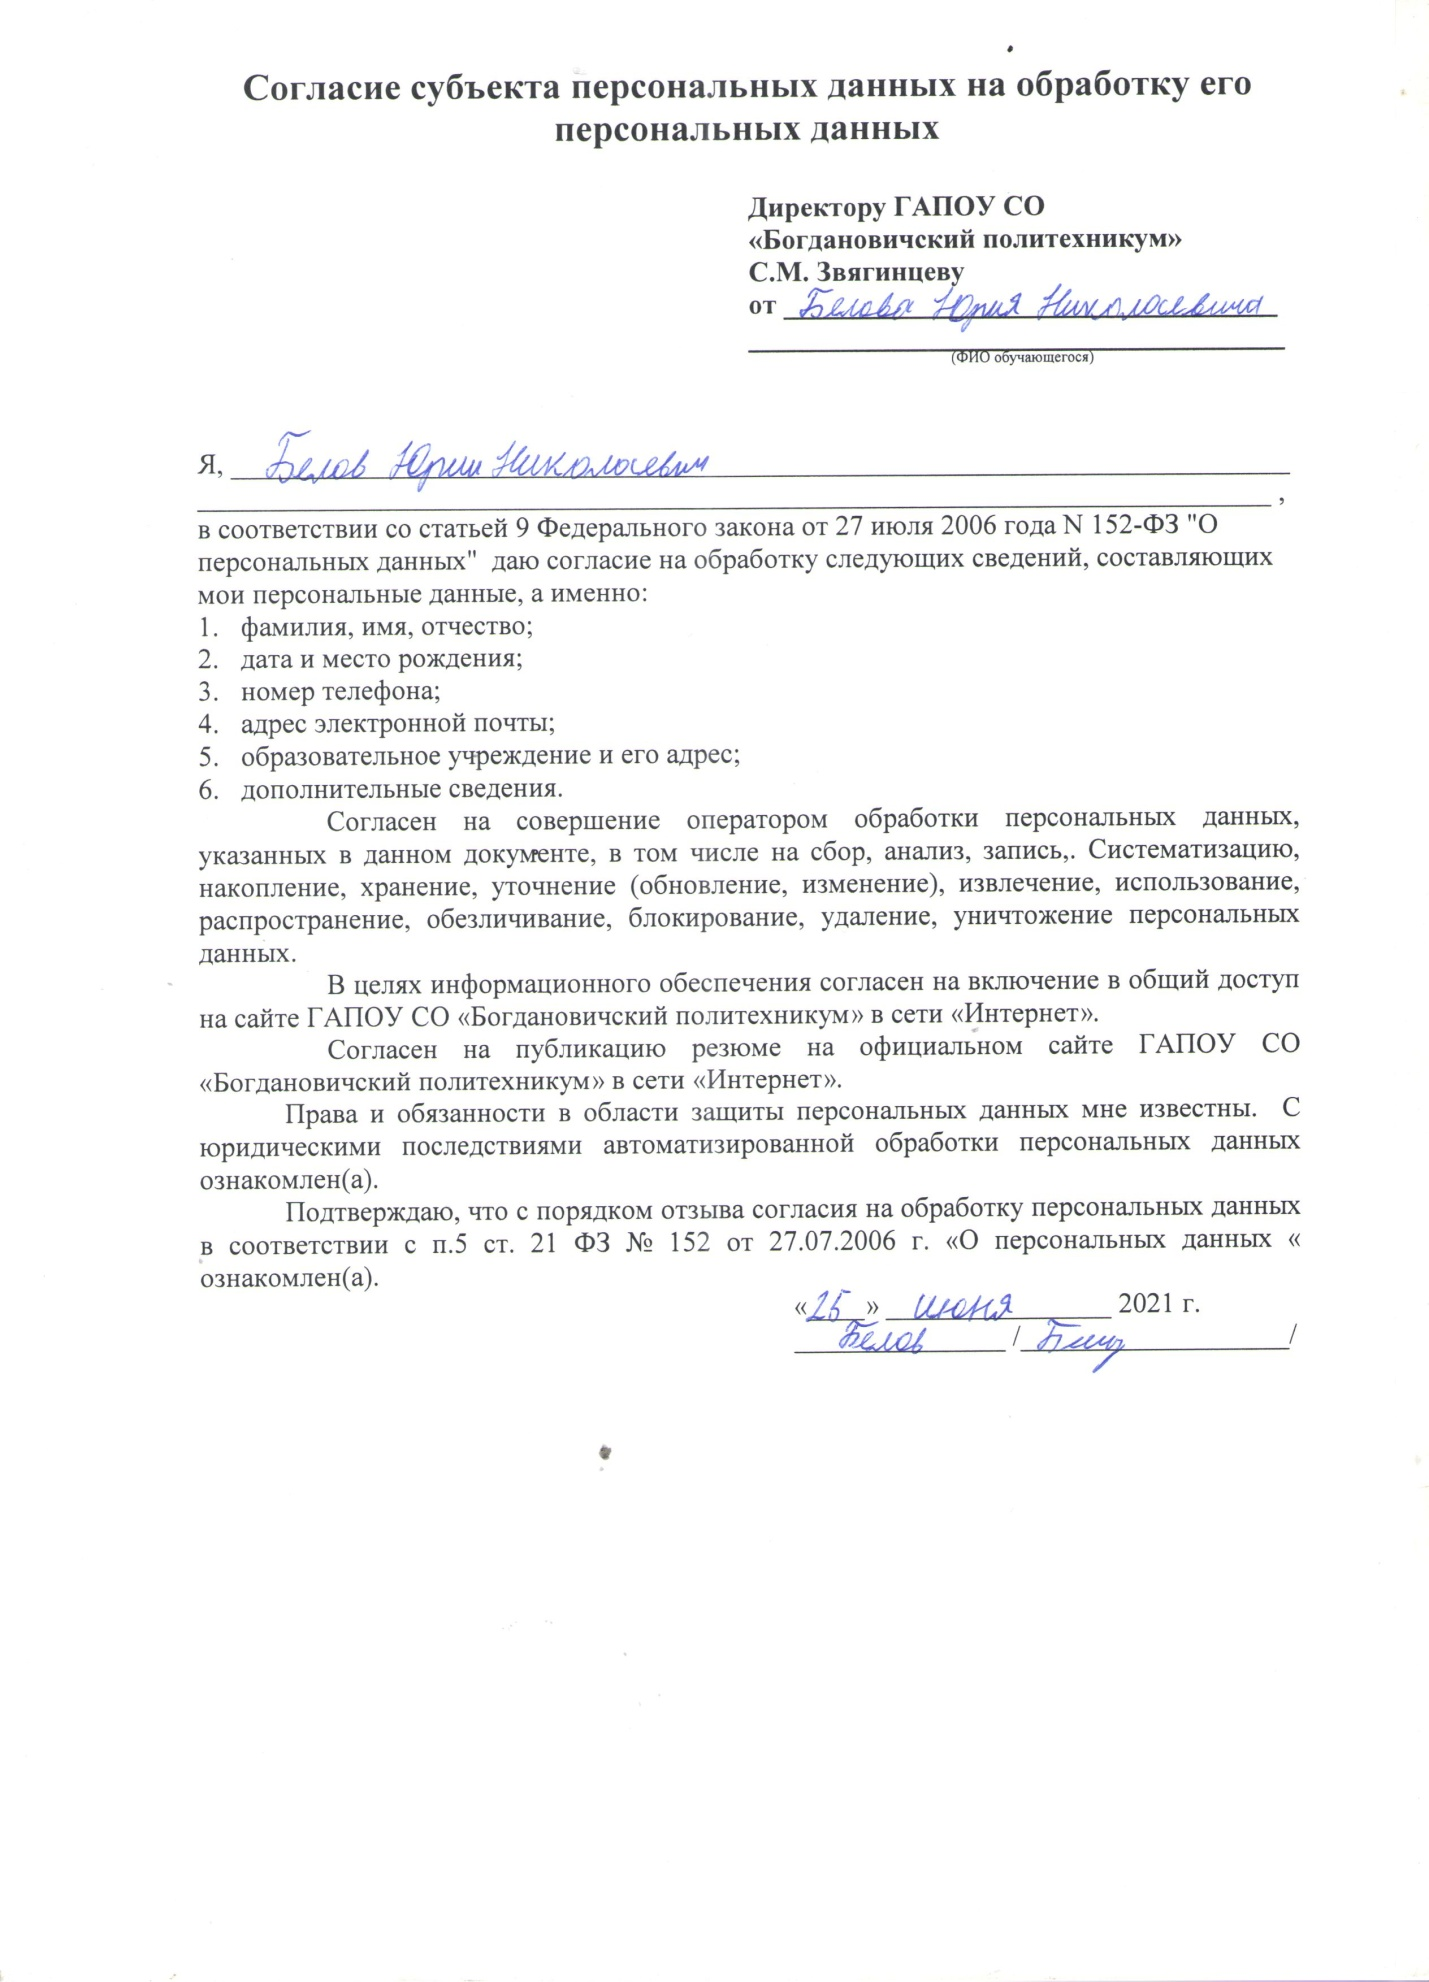 Согласие субъекта персональных данных на обработку его
персональных данных
Директору ГАПОУ СО
«Богдановичский политехникум»
С.М. Звягинцеву
от Белова Юрия Николаевича
(ФИО обучающегося)
Я, Белов Юрий Николаевич
,
в соответствии со статьей 9 Федерального закона от 27 июля 2006 года N 152-ФЗ "О
персональных данных" даю согласие на обработку следующих сведений, составляющих
мои персональные данные, а именно:
1. фамилия, имя, отчество;
2. дата и место рождения;
3. номер телефона;
4. адрес электронной почты;
5. образовательное учреждение и его адрес;
6. дополнительные сведения.
Согласен на совершение оператором обработки персональных данных,
указанных в данном документе, в том числе на сбор, анализ, запись,. Систематизацию,
накопление, хранение, уточнение (обновление, изменение), извлечение, использование,
распространение, обезличивание, блокирование, удаление, уничтожение персональных
данных.
В целях информационного обеспечения согласен на включение в общий доступ
на сайте ГАПОУ СО «Богдановичский политехникум» в сети «Интернет».
Согласен на публикацию резюме на официальном сайте ГАПОУ СО
«Богдановичский политехникум» в сети «Интернет».
Права и обязанности в области защиты персональных данных мне известны. С
юридическими последствиями автоматизированной обработки персональных данных
ознакомлен(а).
Подтверждаю, что с порядком отзыва согласия на обработку персональных данных
в соответствии с п.5 ст. 21 ФЗ № 152 от 27.07.2006 г. «О персональных данных «
ознакомлен(а).
«25» июня 2021 г.
Белов / /